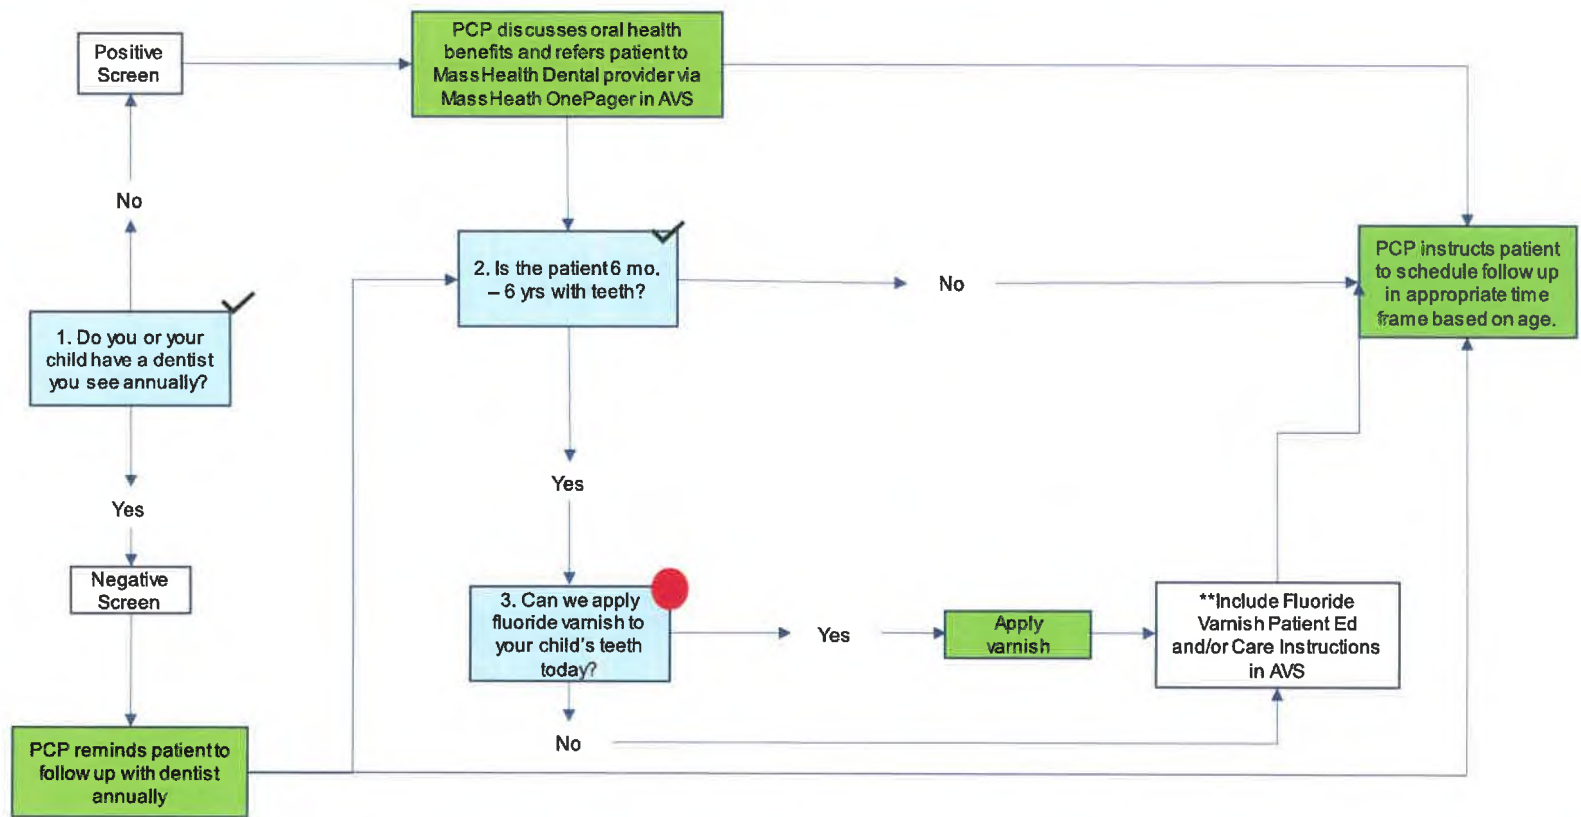 Positive
Screen
PCP discusses oral health
benefits and refers patient to
MassHealth Dental provider via
MassHeath OnePager in AVS
No
1. Do you or your
child have a dentist
you see annually?
Yes
Negative
Screen
PCP reminds patient to
follow up with dentist
annually
2. Is the patient 6 mo.
– 6 yrs with teeth?
No
Yes
3. Can we apply
fluoride varnish to
your child's teeth
today?
Yes
No
Apply
varnish
**Include Fluoride
Varnish Patient Ed
and/or Care Instructions
in AVS
PCP instructs patient
to schedule follow up
in appropriate time
frame based on age.